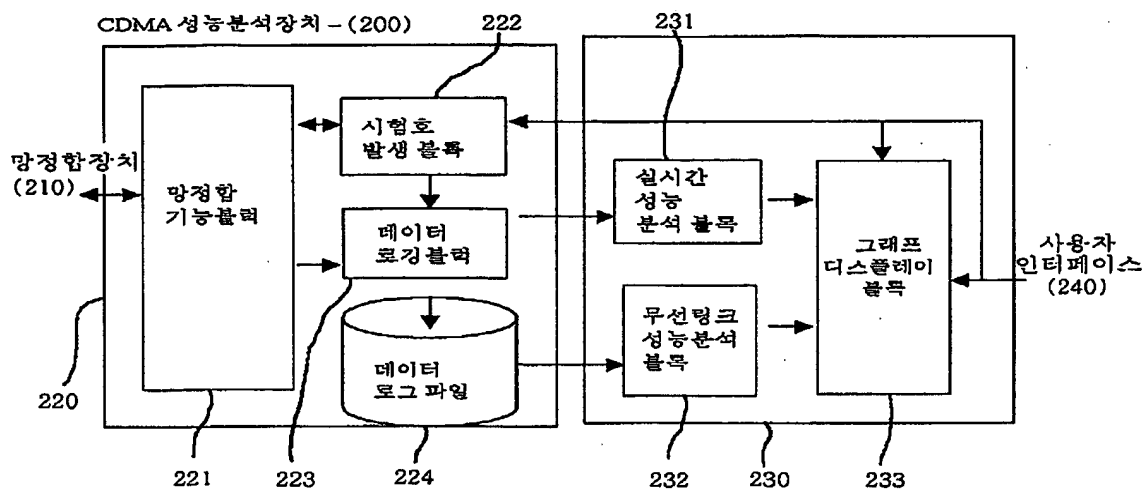 CDMA 성능분석장치 – (200)
222
231
시험호
발생 블록
망정합장치
(210)
망정합
기능블럭
데이터
로깅블럭
실시간
성능
분석 블록
그래프
디스플레이
블록
사용자
인터페이스
(240)
무선링크
성능분석
블록
데이터
로그 파일
220
221
223
224
232
230
233